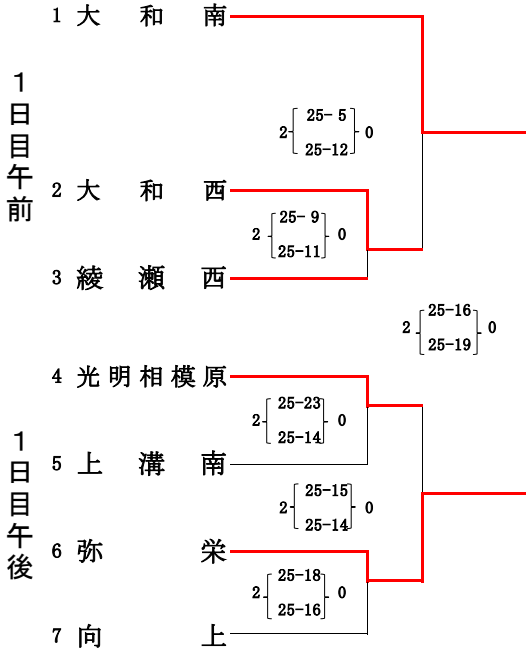 1日目午前
1 大和南
25-5
2 0
25-12
2 大和西
25-9
2 0
25-11
3 綾瀬西
25-16
2 0
25-19
1日目午後
4 光明相模原
25-23
2 0
25-14
5 上溝南
25-15
2 0
25-14
6 弥栄
25-18
2 0
25-16
7 向上